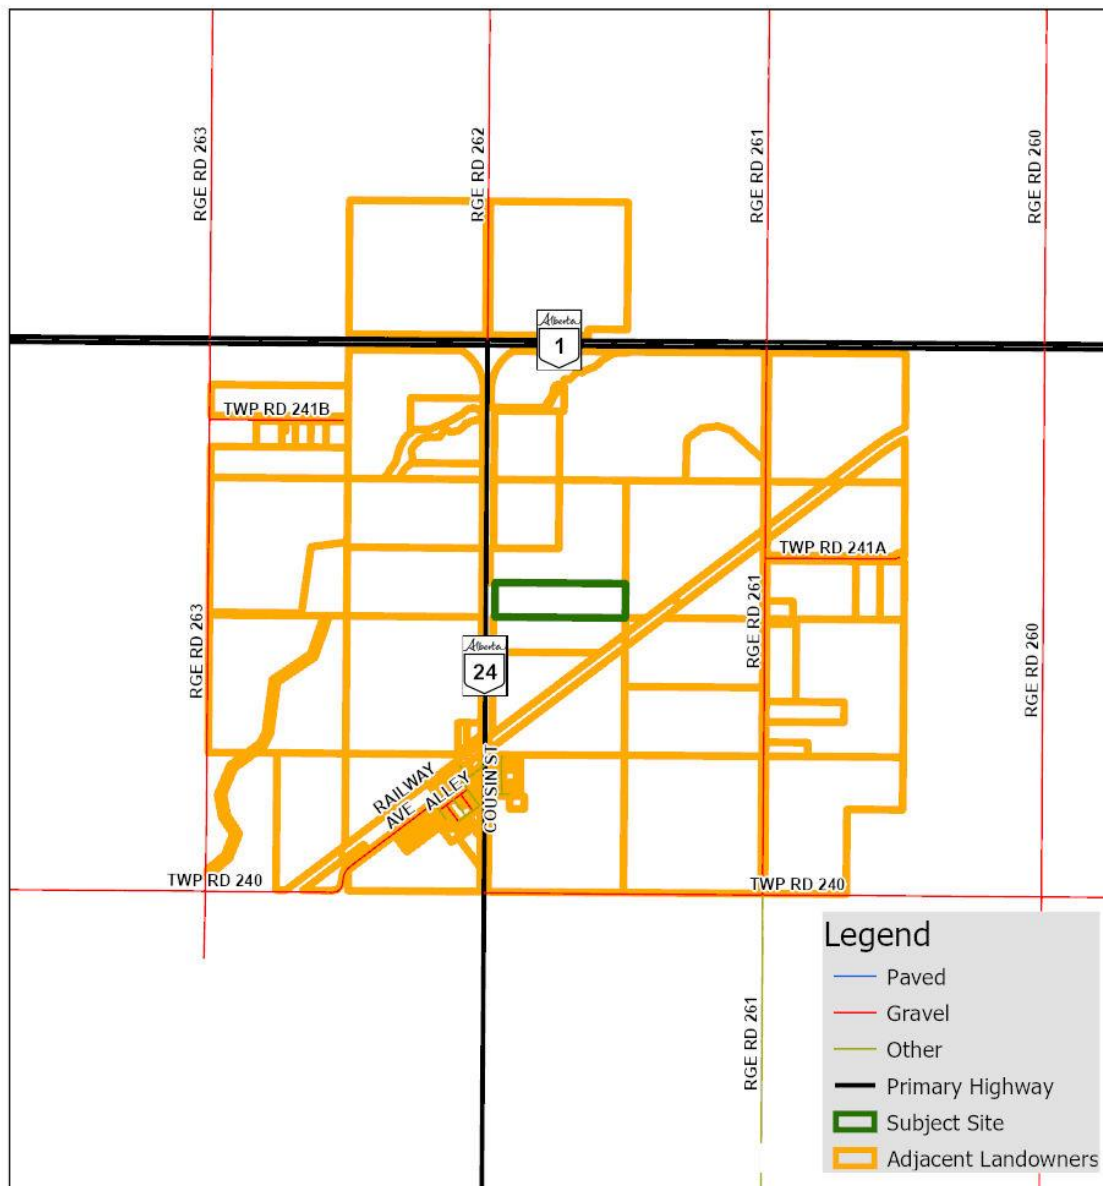 RGE RD 263
RGE RD 262
RGE RD 261
RGE RD 260
Alberta
1
TWP RD 241B
TWP RD 241A
RGE RD 263
RGE RD 261
RGE RD 260
Alberta
24
RAILWAY
AVE
ALLEY
COUSIN ST
TWP RD 240
TWP RD 240
RGE RD 261
Legend
Paved
Gravel
Other
Primary Highway
Subject Site
Adjacent Landowners